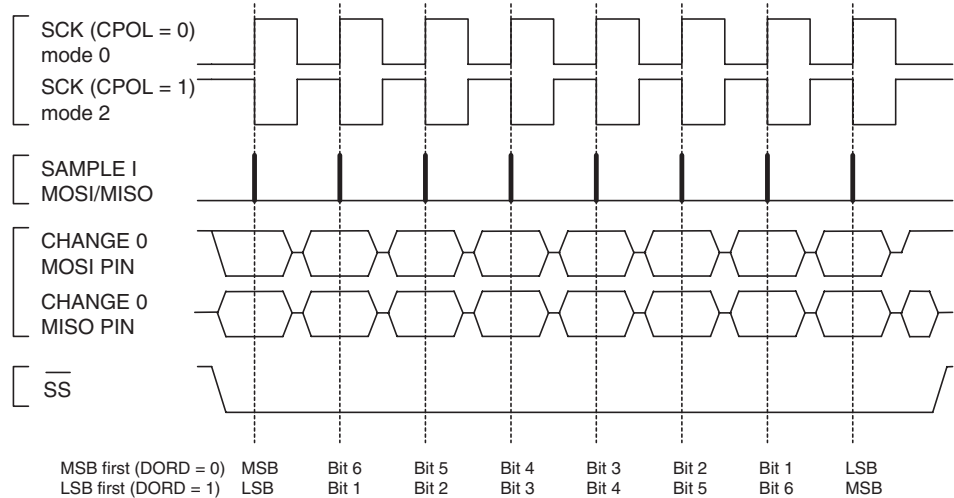 SCK (CPOL = 0)
mode 0
SCK (CPOL = 1)
mode 2
SAMPLE I
MOSI/MISO
CHANGE 0
MOSI PIN
CHANGE 0
MISO PIN
SS
MSB first (DORD = 0) MSB Bit 6 Bit 5 Bit 4 Bit 3 Bit 2 Bit 1 LSB
LSB first (DORD = 1) LSB Bit 1 Bit 2 Bit 3 Bit 4 Bit 5 Bit 6 MSB